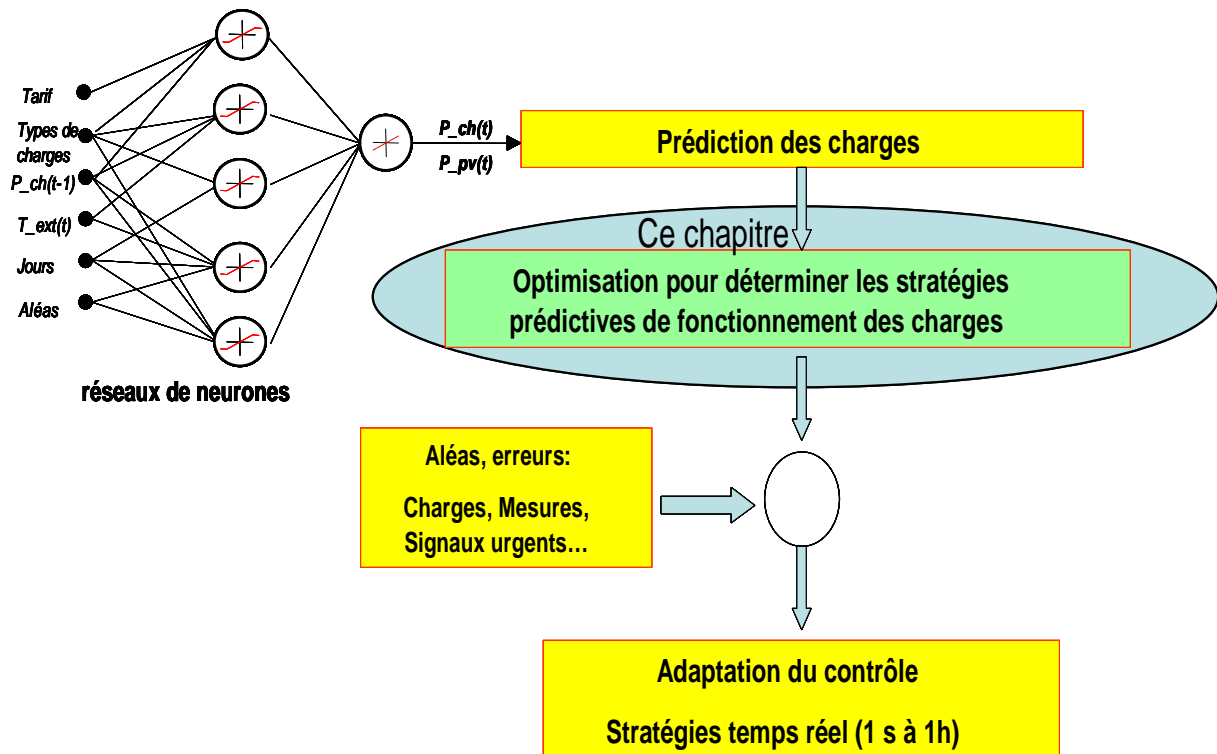 Tarif
Types de
charges
P_ch(t-1)
T_ext(t)
Jours
Aléas
réseaux de neurones
P_ch(t)
P_pv(t)
Prédiction des charges
Ce chapitre
Optimisation pour déterminer les stratégies
prédictives de fonctionnement des charges
Aléas, erreurs:
Charges, Mesures,
Signaux urgents…
Adaptation du contrôle
Stratégies temps réel (1 s à 1h)